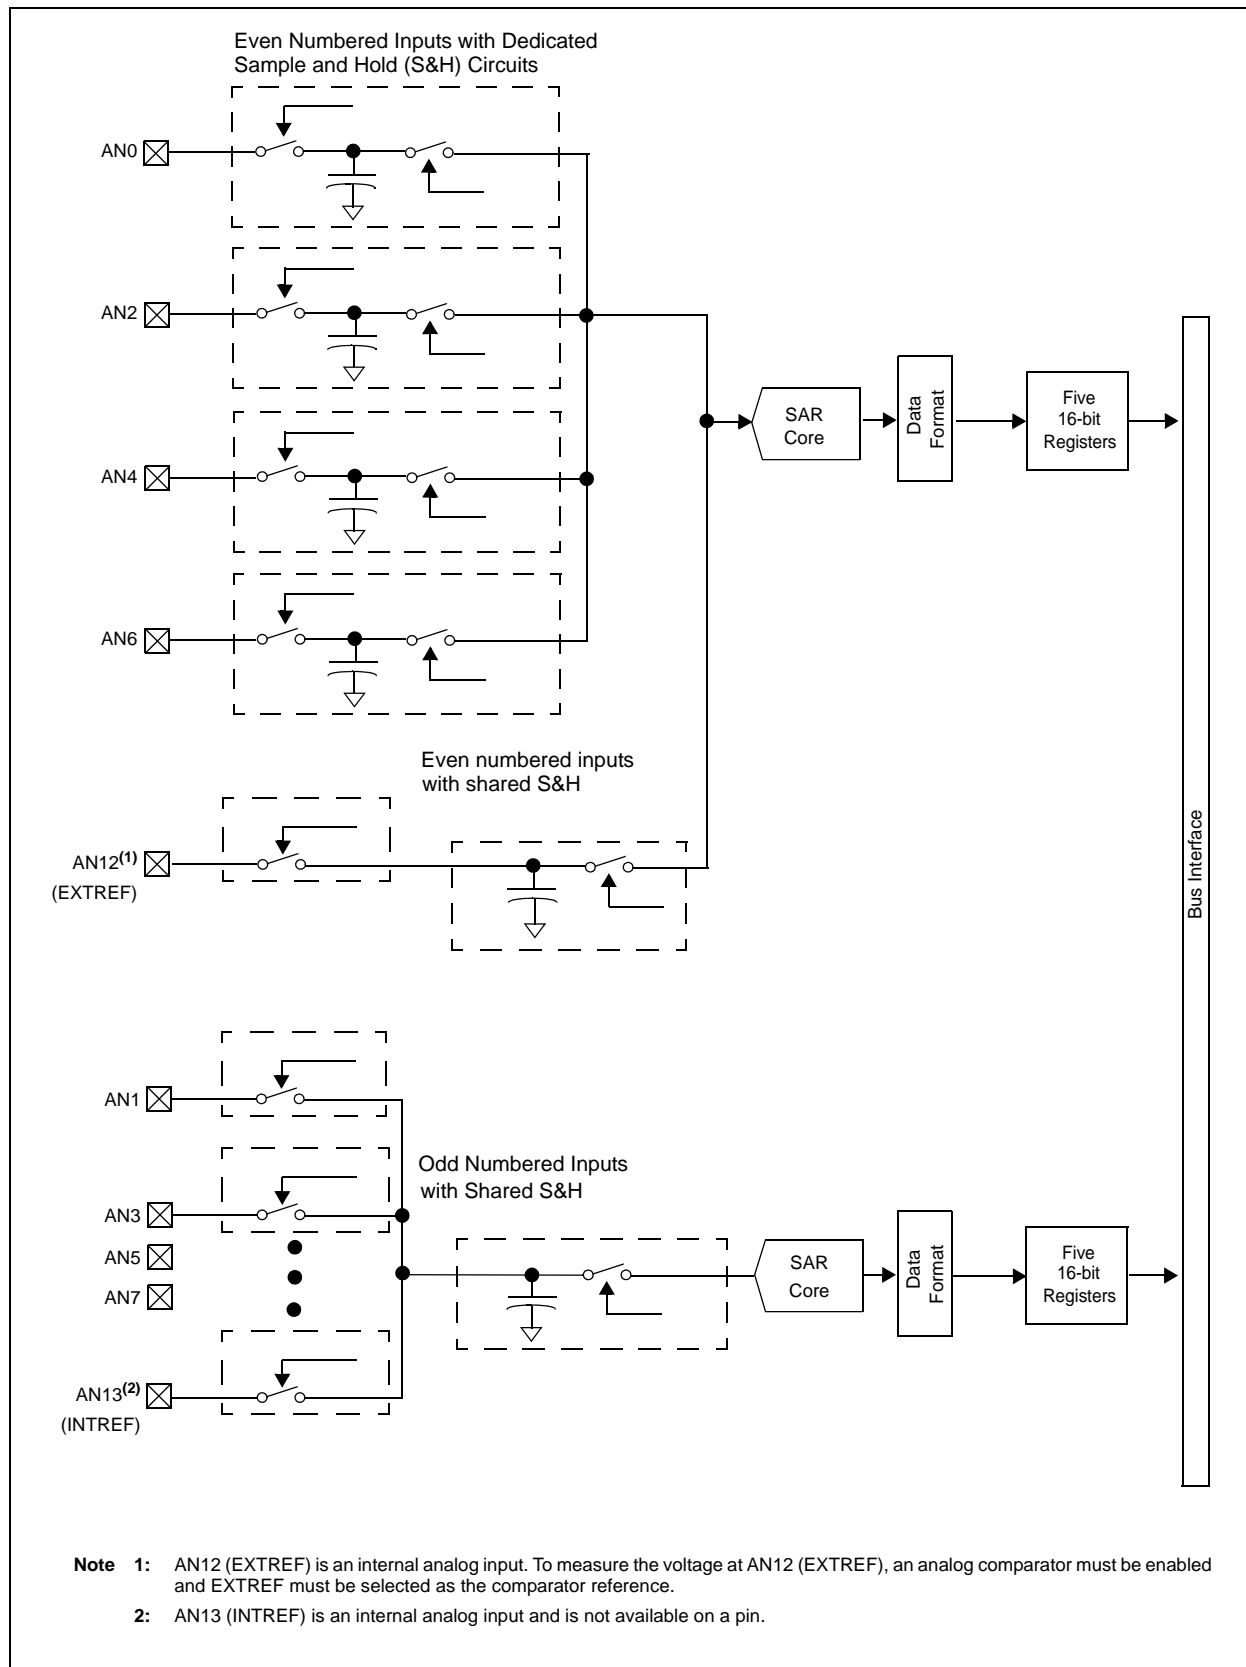 Even Numbered Inputs with Dedicated
Sample and Hold (S&H) Circuits
AN0
AN2
AN4
AN6
SAR
Core
Data
Format
Five
16-bit
Registers
Even numbered inputs
with shared S&H
AN12(1)
(EXTREF)
Bus Interface
AN1
Odd Numbered Inputs
with Shared S&H
AN3
AN5
AN7
SAR
Core
Data
Format
Five
16-bit
Registers
AN13(2)
(INTREF)
Note 1: AN12 (EXTREF) is an internal analog input. To measure the voltage at AN12 (EXTREF), an analog comparator must be enabled
and EXTREF must be selected as the comparator reference.
2: AN13 (INTREF) is an internal analog input and is not available on a pin.